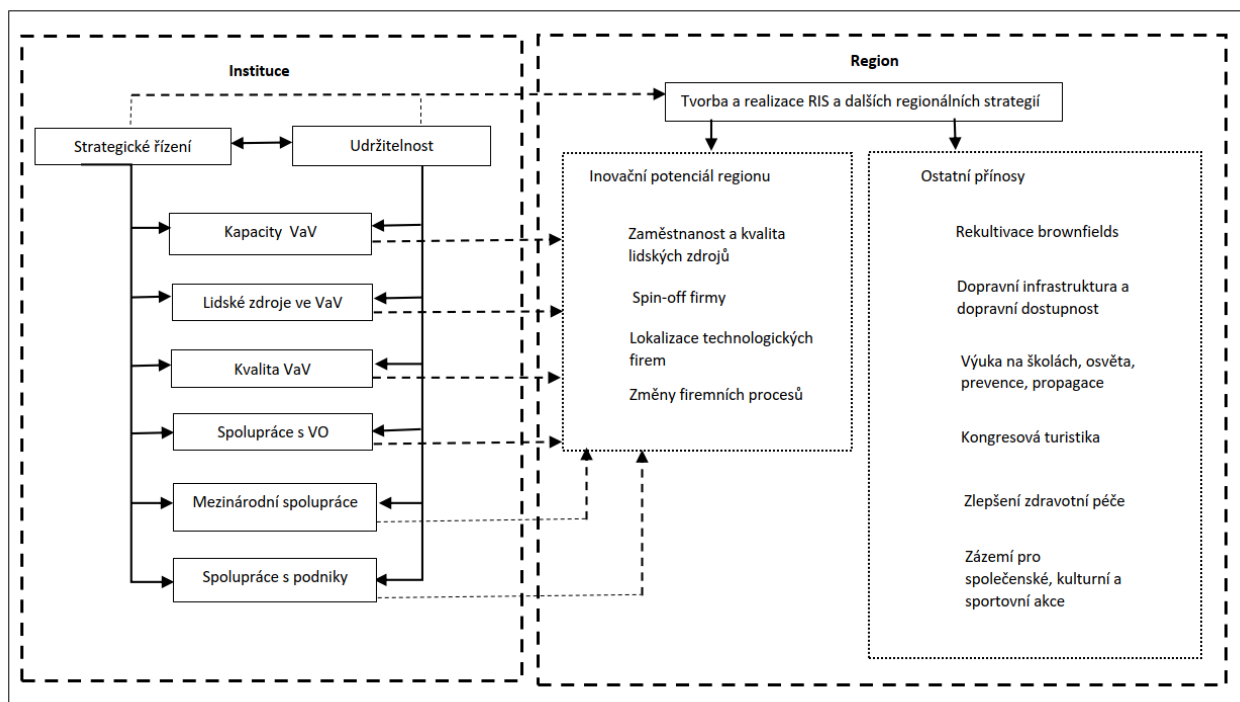 Instituce
Strategické řízení
Udržitelnost
Kapacity VaV
Lidské zdroje ve VaV
Kvalita VaV
Spolupráce s VO
Mezinárodní spolupráce
Spolupráce s podniky
Region
Tvorba a realizace RIS a dalších regionálních strategií
Inovační potenciál regionu
Zaměstnanost a kvalita
lidských zdrojů
Spin-off firmy
Lokalizace technologických
firem
Změny firemních procesů
Ostatní přínosy
Rekultivace brownfields
Dopravní infrastruktura a
dopravní dostupnost
Výuka na školách, osvěta,
prevence, propagace
Kongresová turistika
Zlepšení zdravotní péče
Zázemí pro
společenské, kulturní a
sportovní akce